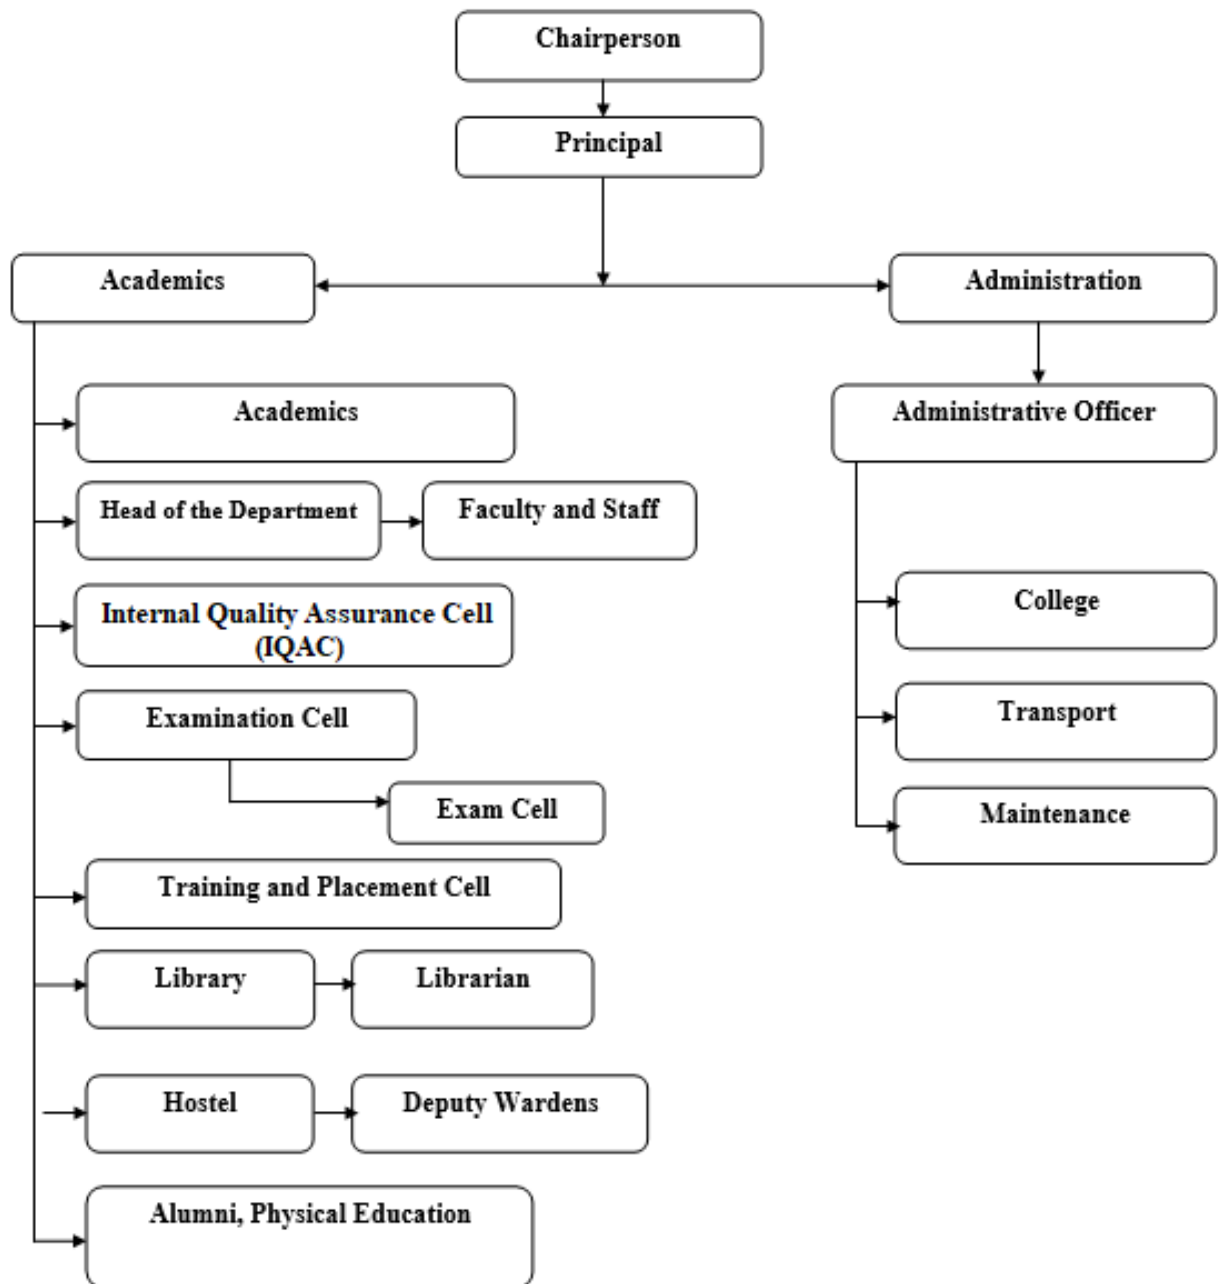 Chairperson
Principal
Academics
Administration
Academics
Administrative Officer
Head of the Department
Faculty and Staff
Internal Quality Assurance Cell
(IQAC)
College
Examination Cell
Transport
Exam Cell
Maintenance
Training and Placement Cell
Library
Librarian
Hostel
Deputy Wardens
Alumni, Physical Education